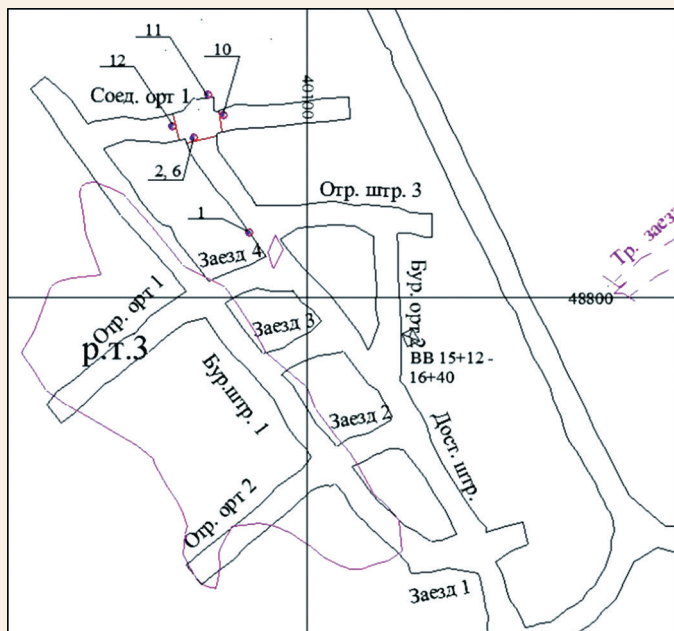 11
10
12
Соед. орт 1
40100
2, 6
Отр. штр. 3
1
Заезд 4
Тр. заезд
Бур. орт 2
48800
Отр. орт 1
Заезд 3
р.т.3
ВВ 15+12 -
16+40
Бур.штр. 1
Заезд 2
Дост. штр.
Отр. орт 2
Заезд 1